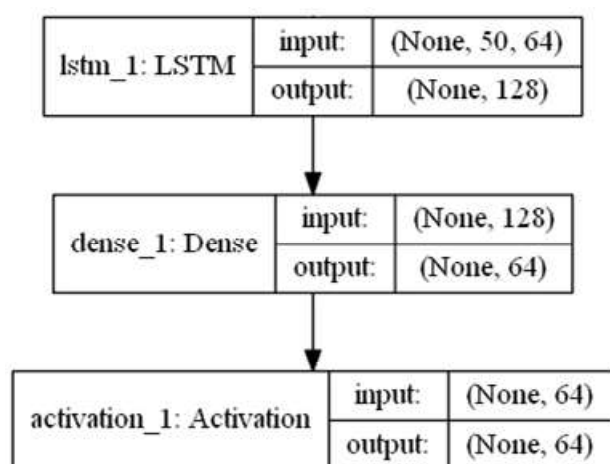 lstm_1: LSTM
input:
(None, 50, 64)
output:
(None, 128)
dense_1: Dense
input:
(None, 128)
output:
(None, 64)
activation_1: Activation
input:
(None, 64)
output:
(None, 64)